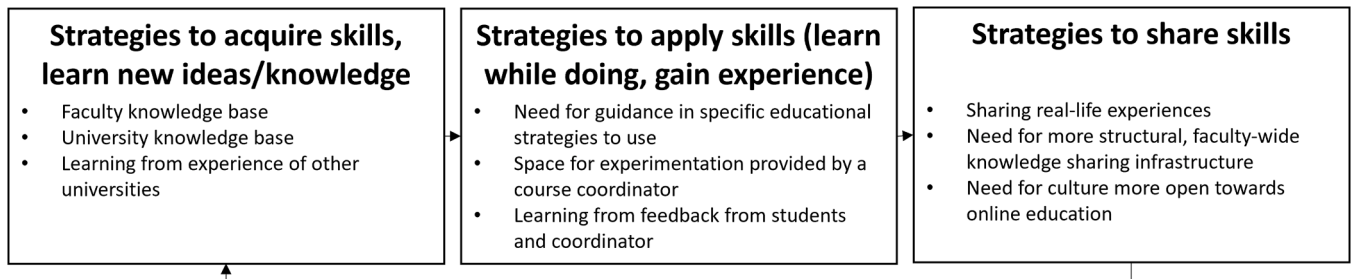 Strategies to acquire skills,
learn new ideas/knowledge
• Faculty knowledge base
• University knowledge base
• Learning from experience of other
universities
Strategies to apply skills (learn
while doing, gain experience)
• Need for guidance in specific educational
strategies to use
• Space for experimentation provided by a
course coordinator
• Learning from feedback from students
and coordinator
Strategies to share skills
• Sharing real-life experiences
• Need for more structural, faculty-wide
knowledge sharing infrastructure
• Need for culture more open towards
online education